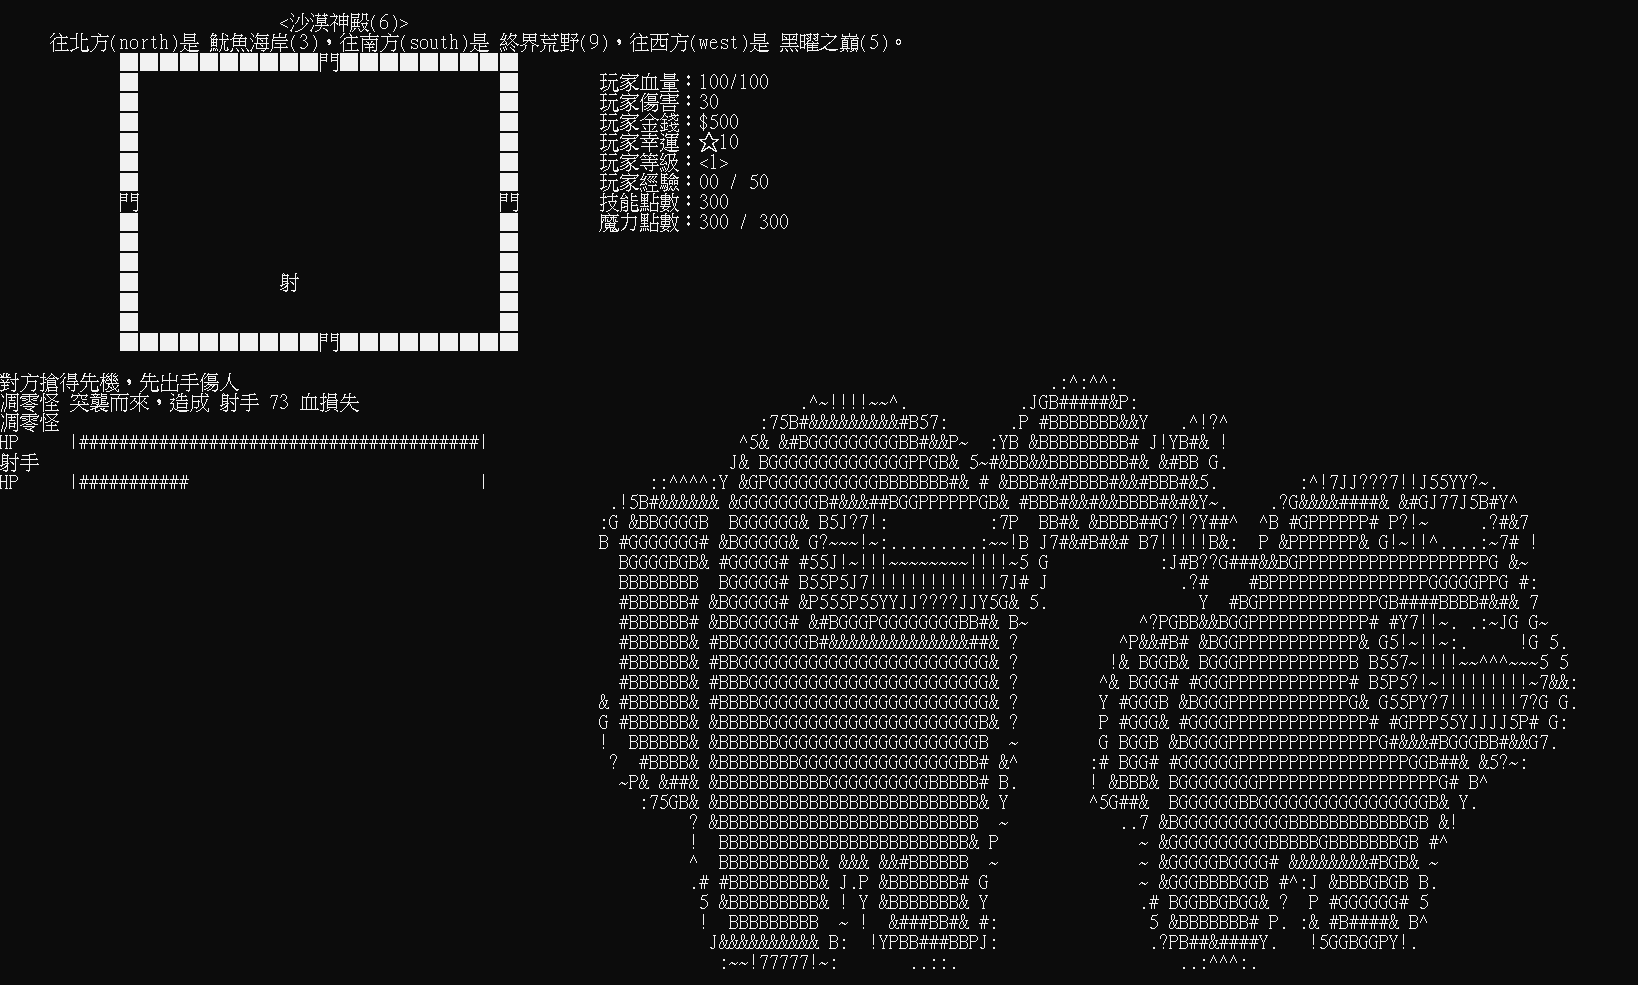 <沙漠神殿(6)>
往北方(north)是 魷魚海岸(3)，往南方(south)是 終界荒野(9)，往西方(west)是 黑曜之巔(5)。
門
玩家血量：100/100
玩家傷害：30
玩家金錢：$500
玩家幸運：☆10
玩家等級：<1>
玩家經驗：00 / 50
門 門 技能點數：300
魔力點數：300 / 300
射
門
對方搶得先機，先出手傷人
凋零怪 突襲而來，造成 射手 73 血損失
凋零怪
HP |########################################|
射手
HP |########### |